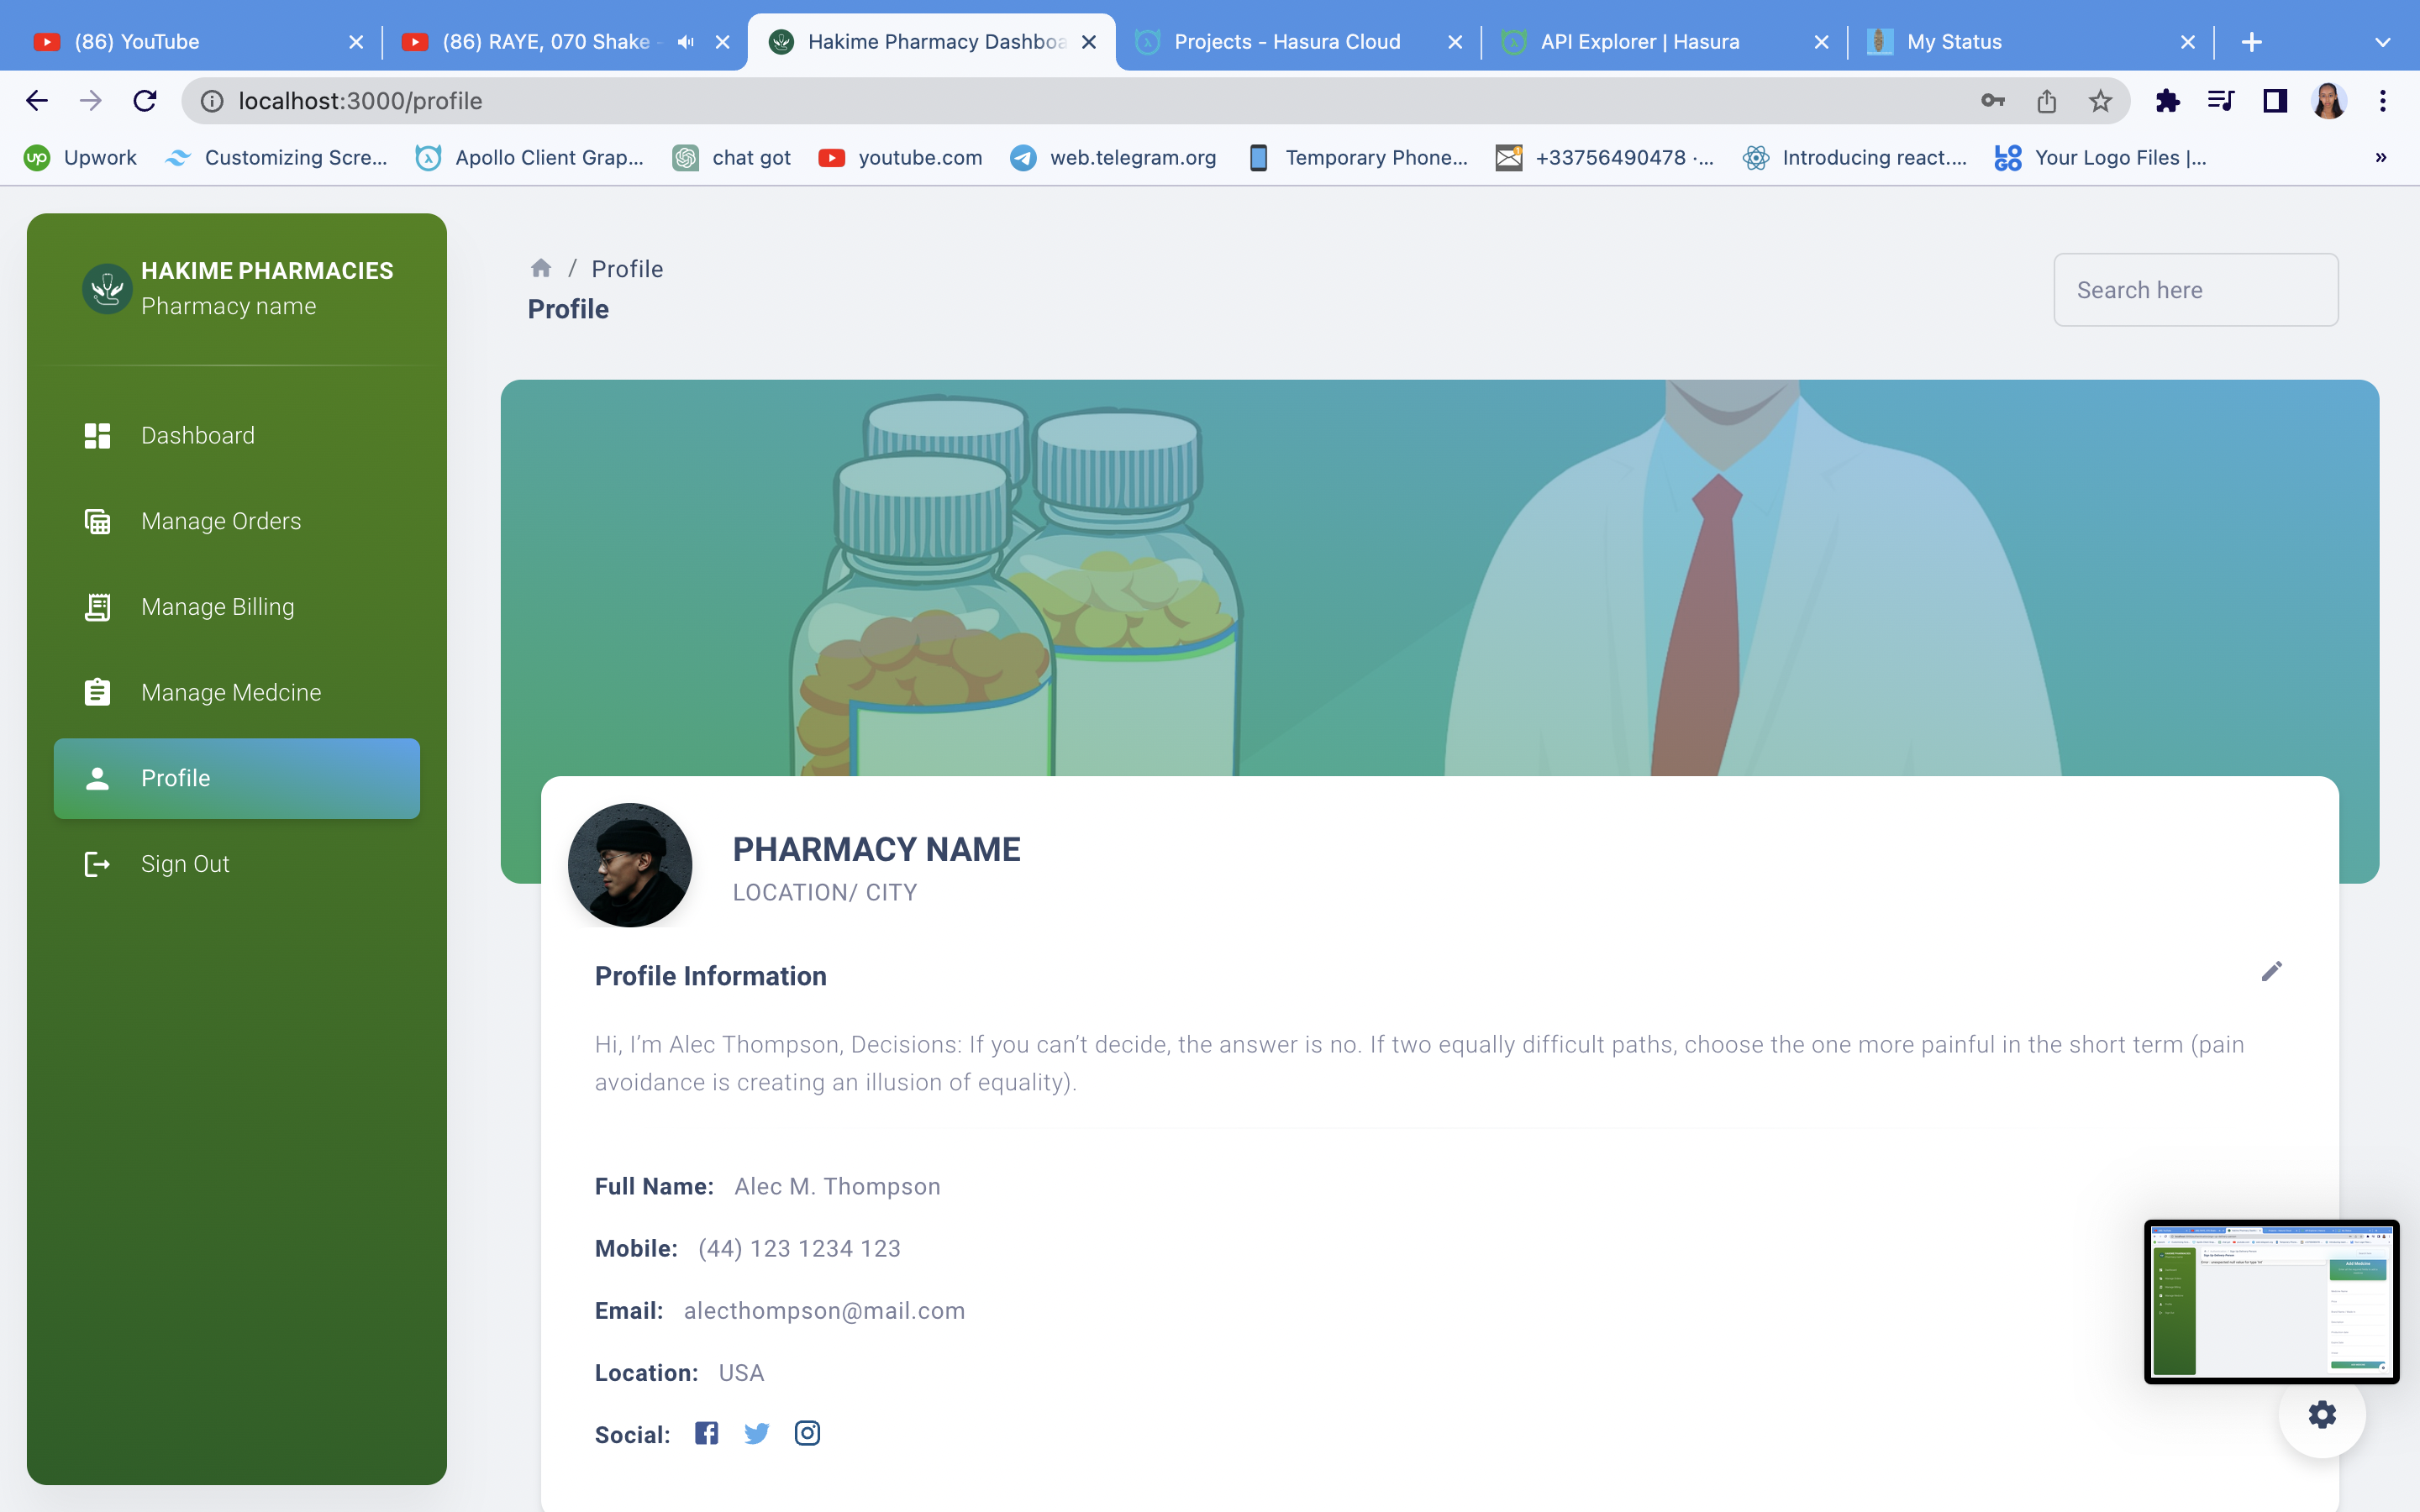 (86) YouTube
(86) RAYE, 070 Shake -
Hakime Pharmacy Dashboa
Projects - Hasura Cloud
API Explorer | Hasura
My Status
localhost:3000/profile
Upwork
Customizing Scre...
Apollo Client Grap...
chat got
youtube.com
web.telegram.org
Temporary Phone...
+33756490478 ·...
Introducing react....
Your Logo Files |...
»
HAKIME PHARMACIES
Pharmacy name
Dashboard
Manage Orders
Manage Billing
Manage Medcine
Profile
Sign Out
/ Profile
Profile
Search here
PHARMACY NAME
LOCATION/ CITY
Profile Information
Hi, I’m Alec Thompson, Decisions: If you can’t decide, the answer is no. If two equally difficult paths, choose the one more painful in the short term (pain
avoidance is creating an illusion of equality).
Full Name: Alec M. Thompson
Mobile: (44) 123 1234 123
Email: alecthompson@mail.com
Location: USA
Social:
Add Medicine